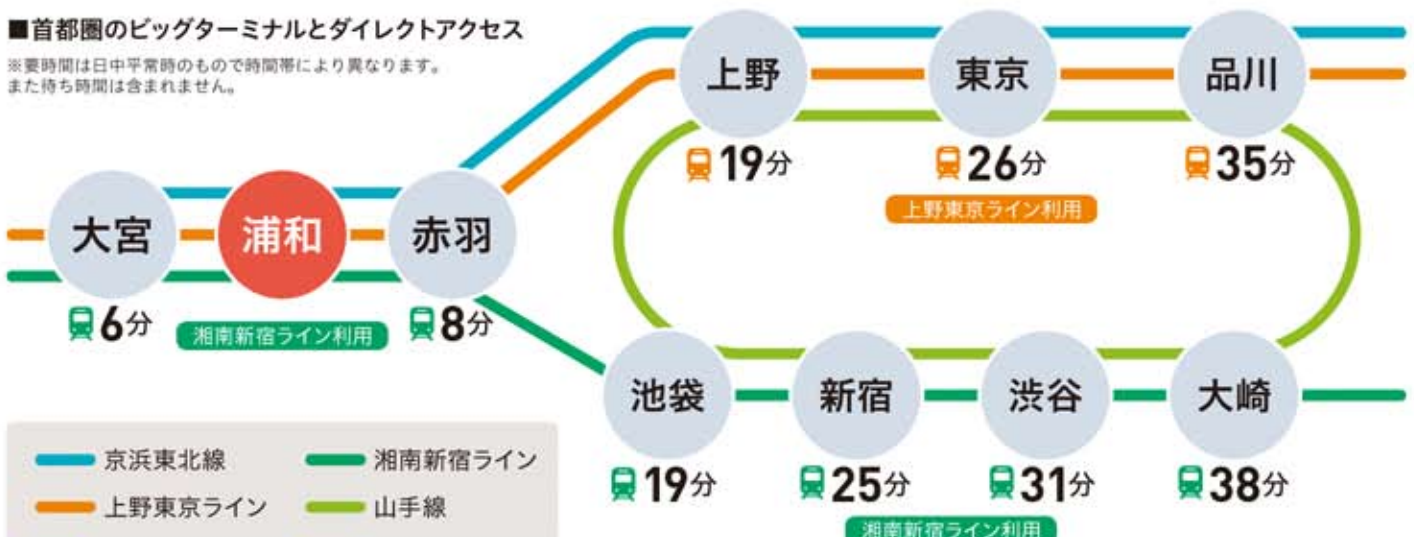 ■首都圏のビッグターミナルとダイレクトアクセス
※要時間は日中平常時のもので時間帯により異なります。
また待ち時間は含まれません。
上野
東京
品川
19分
26分
35分
上野東京ライン利用
大宮
浦和
赤羽
6分
湘南新宿ライン利用
8分
池袋
新宿
渋谷
大崎
19分
25分
31分
38分
湘南新宿ライン利用
京浜東北線
湘南新宿ライン
上野東京ライン
山手線